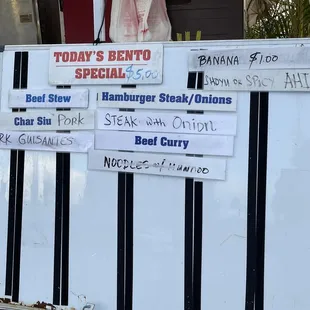 TODAY'S BENTO
SPECIAL $5.00
BANANA $1.00
SHOYU OR SPICY AHI
Beef Stew
Char Siu PORK
RK GUISANTES
Hamburger Steak/Onions
STEAK with ONION
Beef Curry
NOODLES